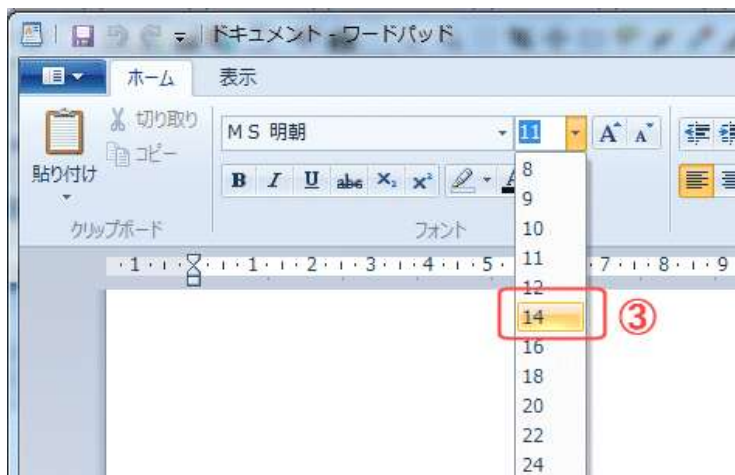 ドキュメント - ワードパッド
ホーム 表示
切り取り
コピー
貼り付け
MS 明朝 11 A A
B I U abc X₂ x² A
クリップボード フォント
1 1 2 3 4 5 7 8 9
8
9
10
11
12
14 ③
16
18
20
22
24